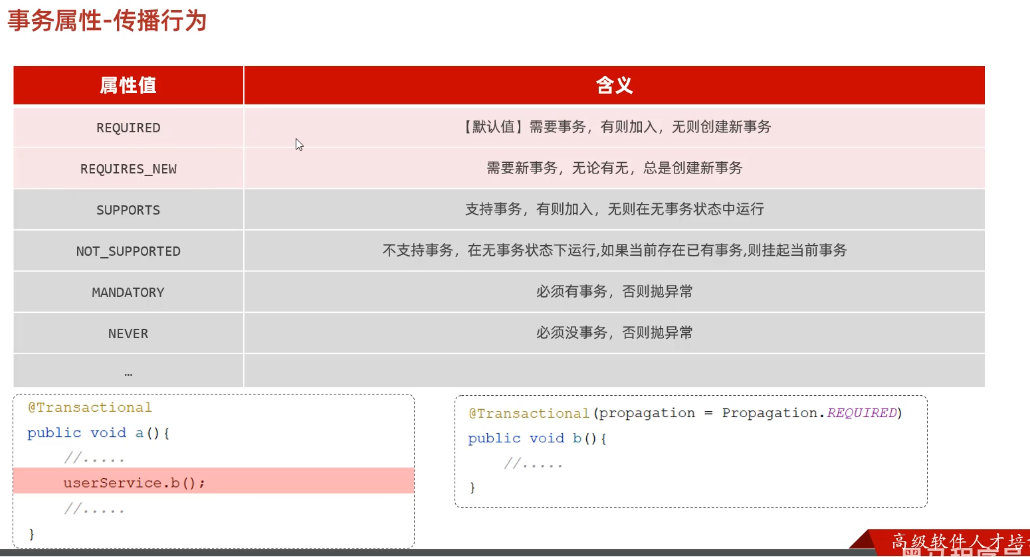 事务属性-传播行为
属性值 含义
REQUIRED 【默认值】需要事务，有则加入，无则创建新事务
REQUIRES_NEW 需要新事务，无论有无，总是创建新事务
SUPPORTS 支持事务，有则加入，无则在无事务状态中运行
NOT_SUPPORTED 不支持事务，在无事务状态下运行,如果当前存在已有事务,则挂起当前事务
MANDATORY 必须有事务，否则抛异常
NEVER 必须没事务，否则抛异常
…
@Transactional
public void a(){
//.....
userService.b();
//.....
}
@Transactional(propagation = Propagation.REQUIRED)
public void b(){
//.....
}
高级软件人才培